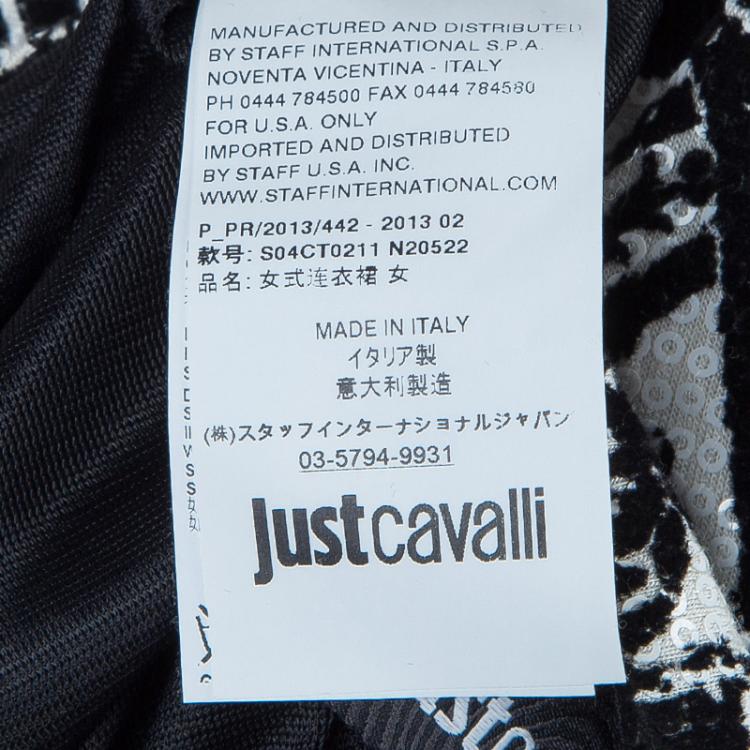 MANUFACTURED AND DISTRIBUTED
BY STAFF INTERNATIONAL S.P.A.
NOVENTA VICENTINA - ITALY
PH 0444 784500 FAX 0444 784580
FOR U.S.A. ONLY
IMPORTED AND DISTRIBUTED
BY STAFF U.S.A. INC.
WWW.STAFFINTERNATIONAL.COM
P_PR/2013/442 - 2013 02
款号: S04CT0211 N20522
品名: 女式连衣裙 女
MADE IN ITALY
イタリア製
意大利製造
(株)スタッフインターナショナルジャパン
03-5794-9931
justcavalli